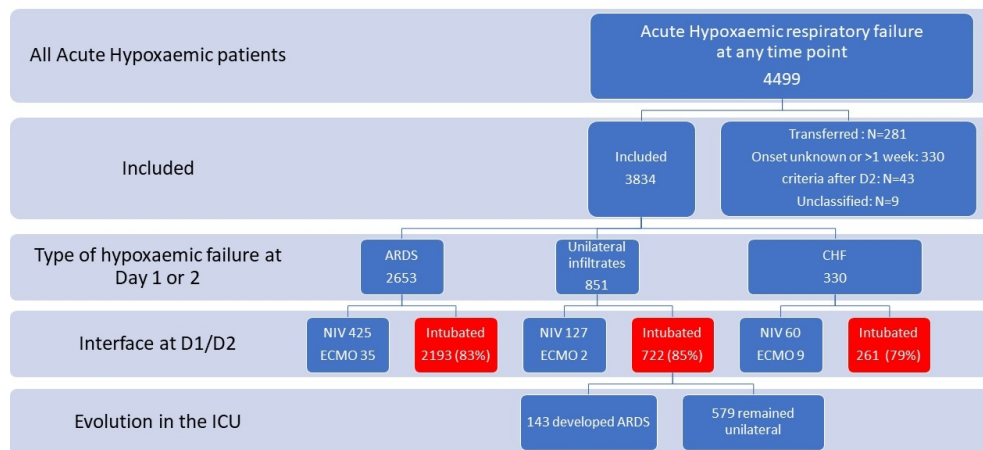 All Acute Hypoxaemic patients
Acute Hypoxaemic respiratory failure
at any time point
4499
Included
Included
3834
Transferred : N=281
Onset unknown or >1 week: 330
criteria after D2: N=43
Unclassified: N=9
Type of hypoxaemic failure at
Day 1 or 2
ARDS
2653
Unilateral
infiltrates
851
CHF
330
Interface at D1/D2
NIV 425
ECMO 35
Intubated
2193 (83%)
NIV 127
ECMO 2
Intubated
722 (85%)
NIV 60
ECMO 9
Intubated
261 (79%)
Evolution in the ICU
143 developed ARDS
579 remained
unilateral